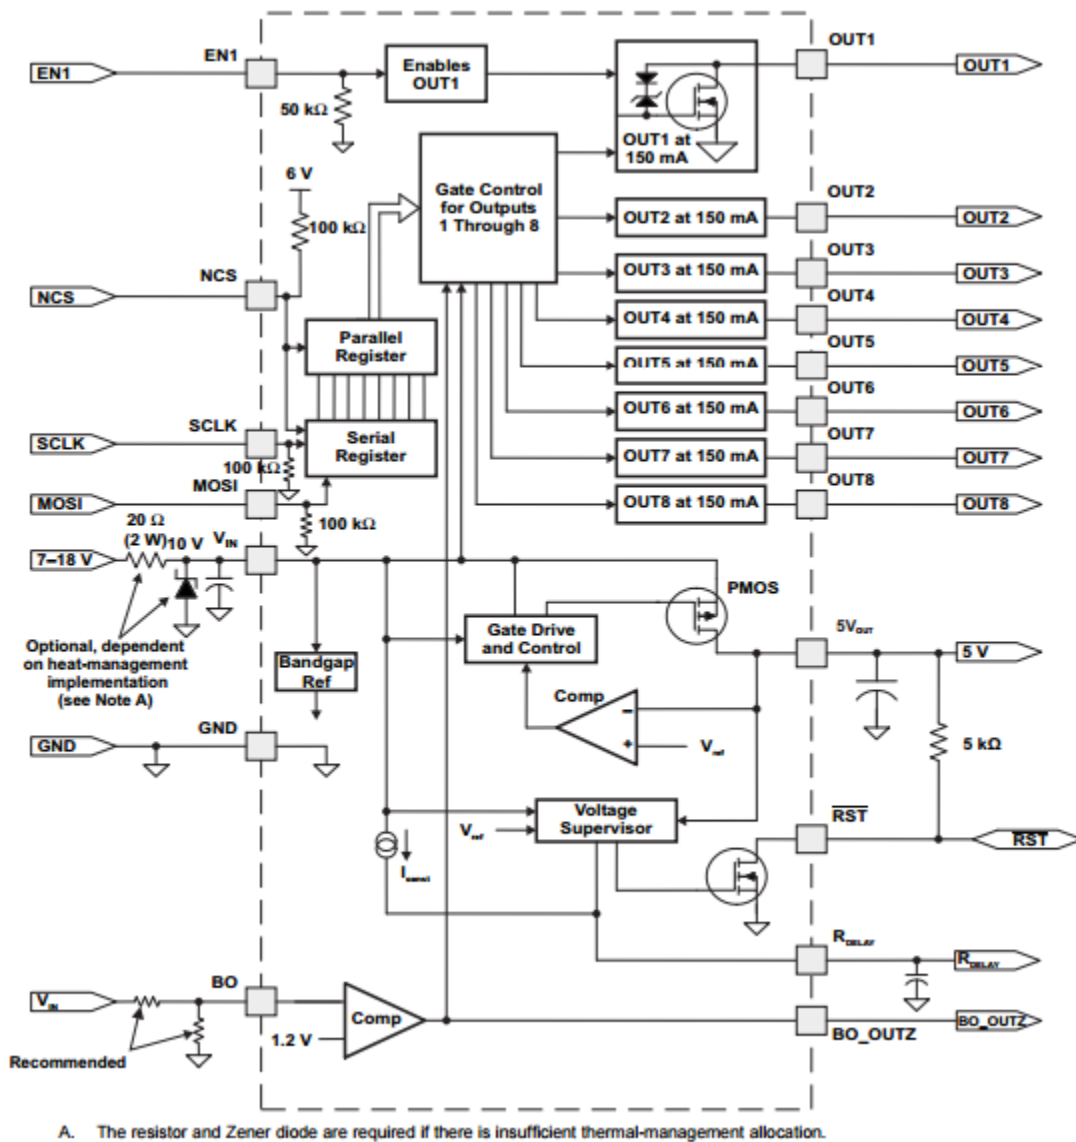 EN1
EN1
50 kΩ
Enables
OUT1
OUT1 at
150 mA
OUT1
OUT1
6 V
100 kΩ
Gate Control
for Outputs
1 Through 8
OUT2 at 150 mA
OUT2
OUT2
OUT3 at 150 mA
OUT3
OUT3
NCS
NCS
OUT4 at 150 mA
OUT4
OUT4
Parallel
Register
OUT5 at 150 mA
OUT5
OUT5
OUT6 at 150 mA
OUT6
OUT6
SCLK
SCLK
100 kΩ
Serial
Register
OUT7 at 150 mA
OUT7
OUT7
MOSI
MOSI
100 kΩ
OUT8 at 150 mA
OUT8
OUT8
7–18 V
20 Ω
(2 W)
10 V
VIN
PMOS
Optional, dependent
on heat-management
implementation
(see Note A)
Bandgap
Ref
Gate Drive
and Control
5VOUT
5 V
Comp
–
+
Vref
GND
GND
5 kΩ
Voltage
Supervisor
Vref
RST
RST
RDELAY
RDELAY
VIN
BO
Recommended
1.2 V
Comp
BO_OUTZ
BO_OUTZ
A. The resistor and Zener diode are required if there is insufficient thermal-management allocation.